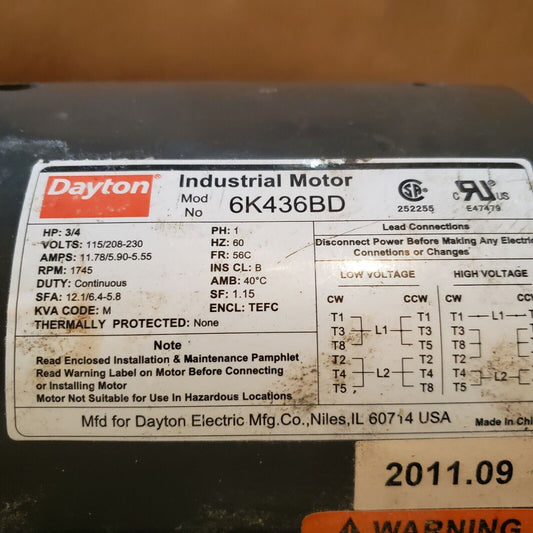 Dayton
Industrial Motor
Mod No 6K436BD
252255
C US
E47479
HP: 3/4
VOLTS: 115/208-230
AMPS: 11.78/5.90-5.55
RPM: 1745
DUTY: Continuous
SFA: 12.1/6.4-5.8
KVA CODE: M
THERMALLY PROTECTED: None
PH: 1
HZ: 60
FR: 56C
INS CL: B
AMB: 40°C
SF: 1.15
ENCL: TEFC
Note
Read Enclosed Installation & Maintenance Pamphlet
Read Warning Label on Motor Before Connecting
or Installing Motor
Motor Not Suitable for Use In Hazardous Locations
Lead Connections
Disconnect Power Before Making Any Electric
Connetions or Changes
LOW VOLTAGE HIGH VOLTAGE
CW CCW CW CCW
T1 T1 T1 L1
T3 L1 T3 T3
T8 T5 T8
T2 T2 T2
T4 L2 T4 T4 L2
T5 T8 T5
Mfd for Dayton Electric Mfg.Co.,Niles,IL 60714 USA
Made in Chi
2011.09
WARNING